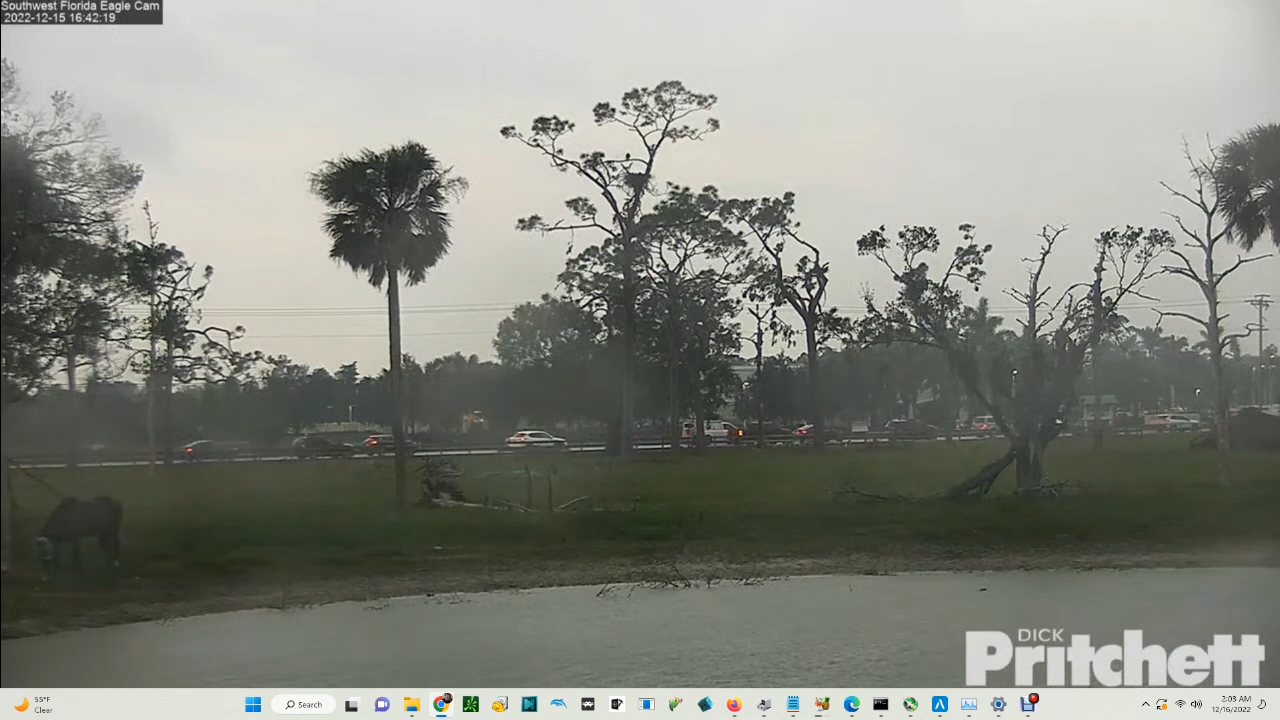 Southwest Florida Eagle Cam
2022-12-15 16:42:19
DICK
Pritchett
55°F
Clear
Search
2:03 AM
12/16/2022